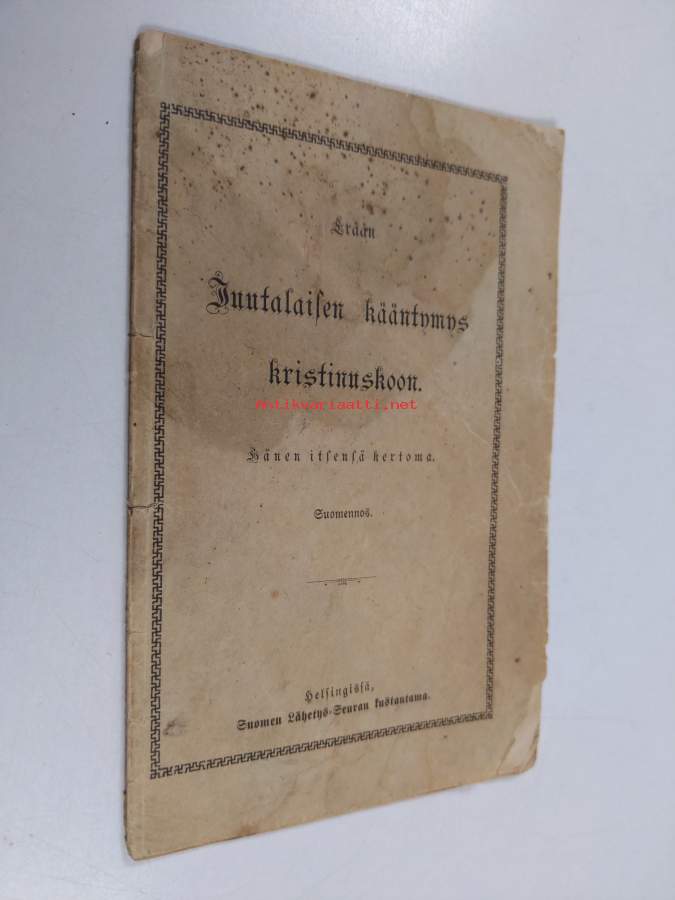 Erään
Juutalaisen kääntymys
kristinuskoon.
antikvariaatti.net
Hänen itsensä kertoma.
Suomennos.
Helsingissä,
Suomen Lähetys-Seuran kustantama.